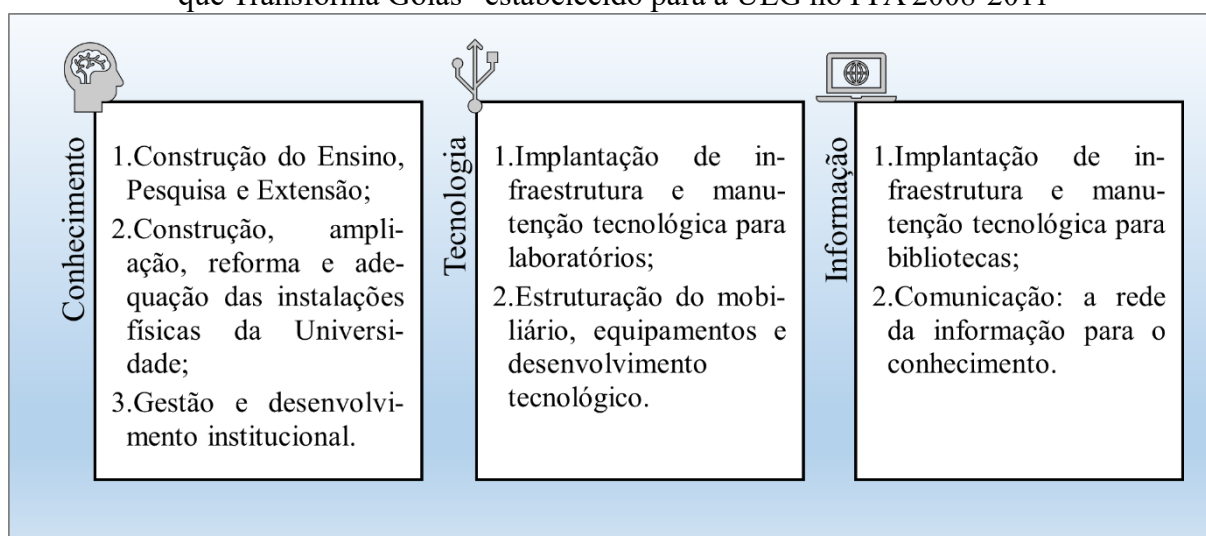 que Transforma Goiás" estabelecido para a UEG no PPA 2008-2011
Conhecimento
1.Construção do Ensino,
Pesquisa e Extensão;
2.Construção, ampli-
ação, reforma e ade-
quação das instalações
físicas da Universi-
dade;
3.Gestão e desenvolvi-
mento institucional.
Tecnologia
1.Implantação de in-
fraestrutura e manu-
tenção tecnológica para
laboratórios;
2.Estruturação do mobi-
liário, equipamentos e
desenvolvimento
tecnológico.
Informação
1.Implantação de in-
fraestrutura e manu-
tenção tecnológica para
bibliotecas;
2.Comunicação: a rede
da informação para o
conhecimento.